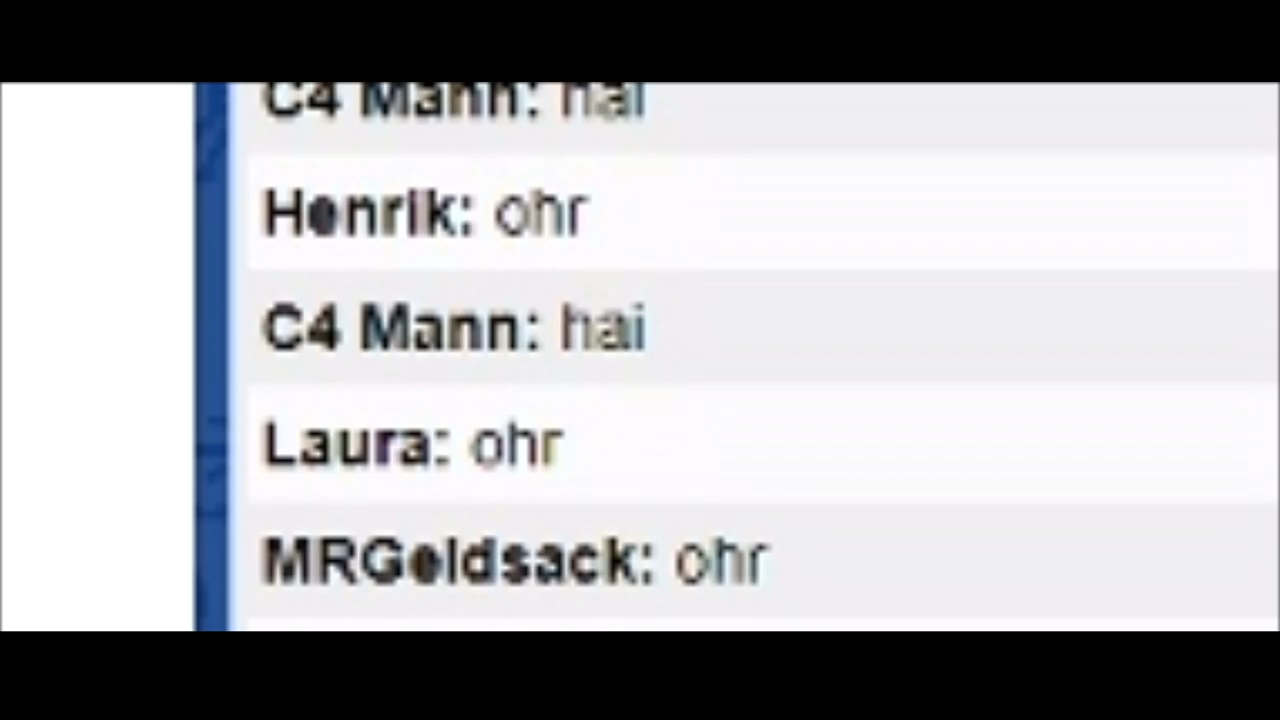 C4 Mann: hai
Henrik: ohr
C4 Mann: hai
Laura: ohr
MRGeldsack: ohr